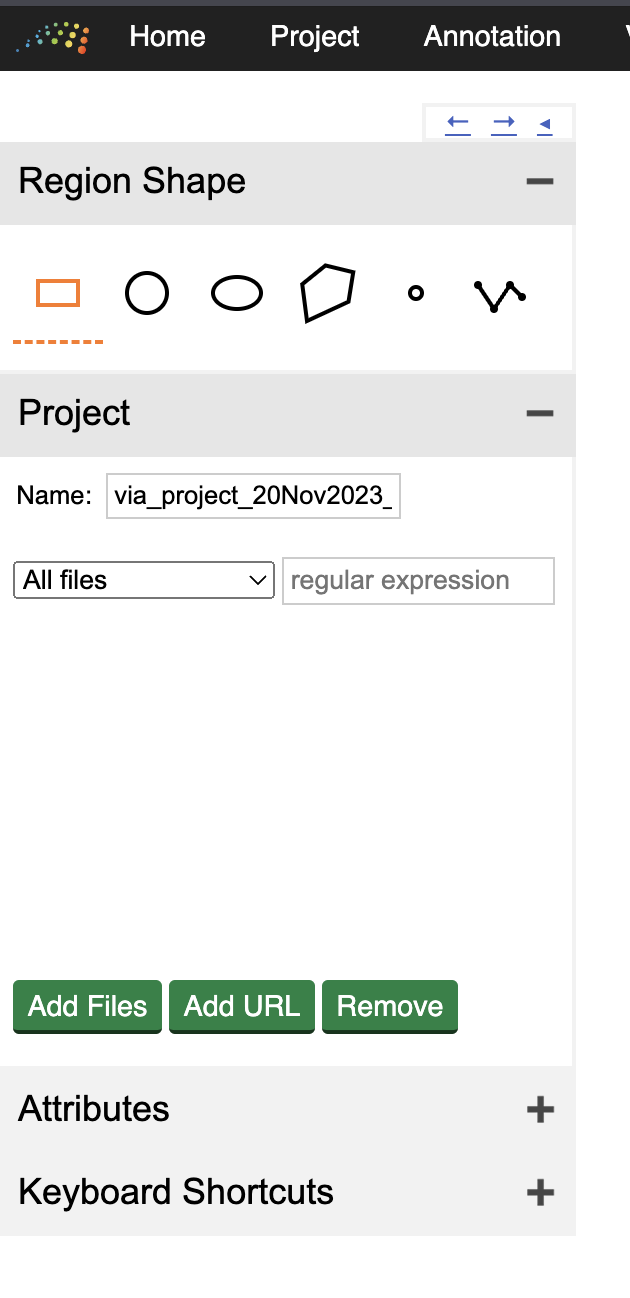 Home Project Annotation
Region Shape
Project
Name: via_project_20Nov2023_
All files regular expression
Add Files Add URL Remove
Attributes
Keyboard Shortcuts